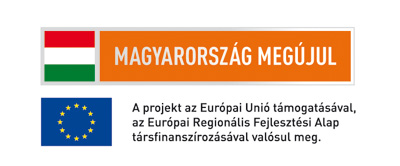 MAGYARORSZÁG MEGÚJUL
A projekt az Európai Unió támogatásával,
az Európai Regionális Fejlesztési Alap
társfinanszírozásával valósul meg.